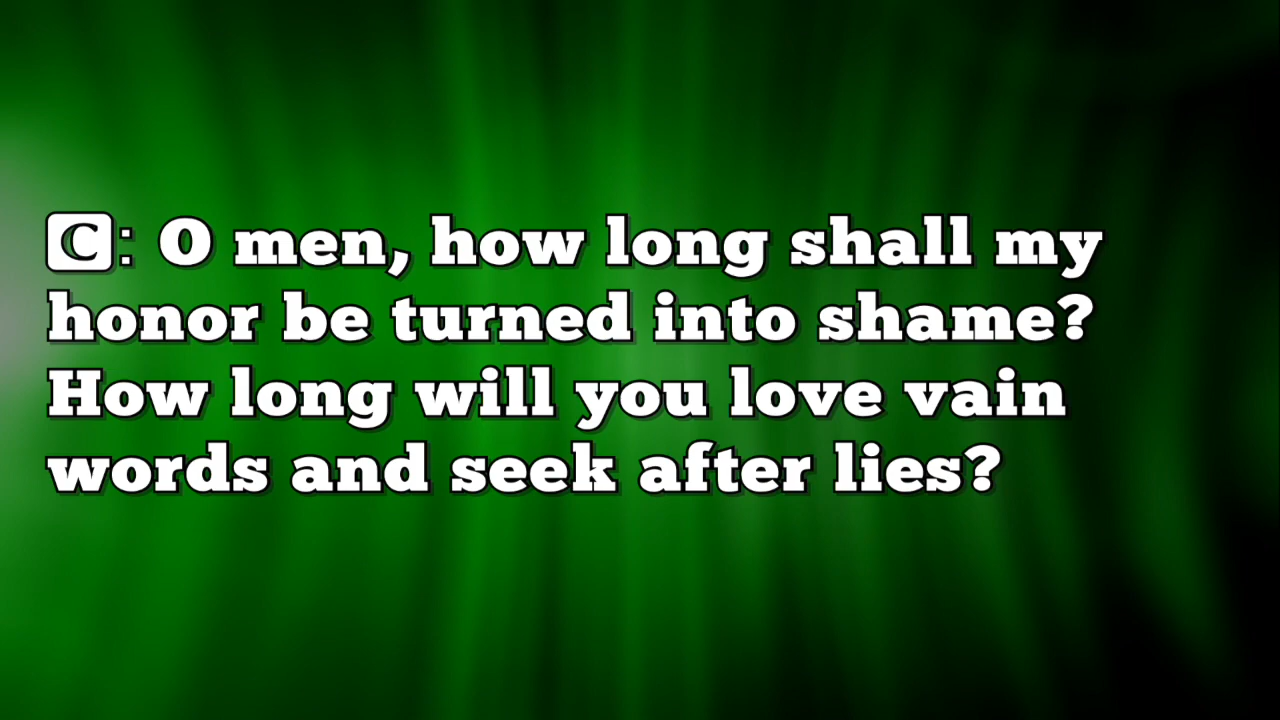 C: O men, how long shall my
honor be turned into shame?
How long will you love vain
words and seek after lies?